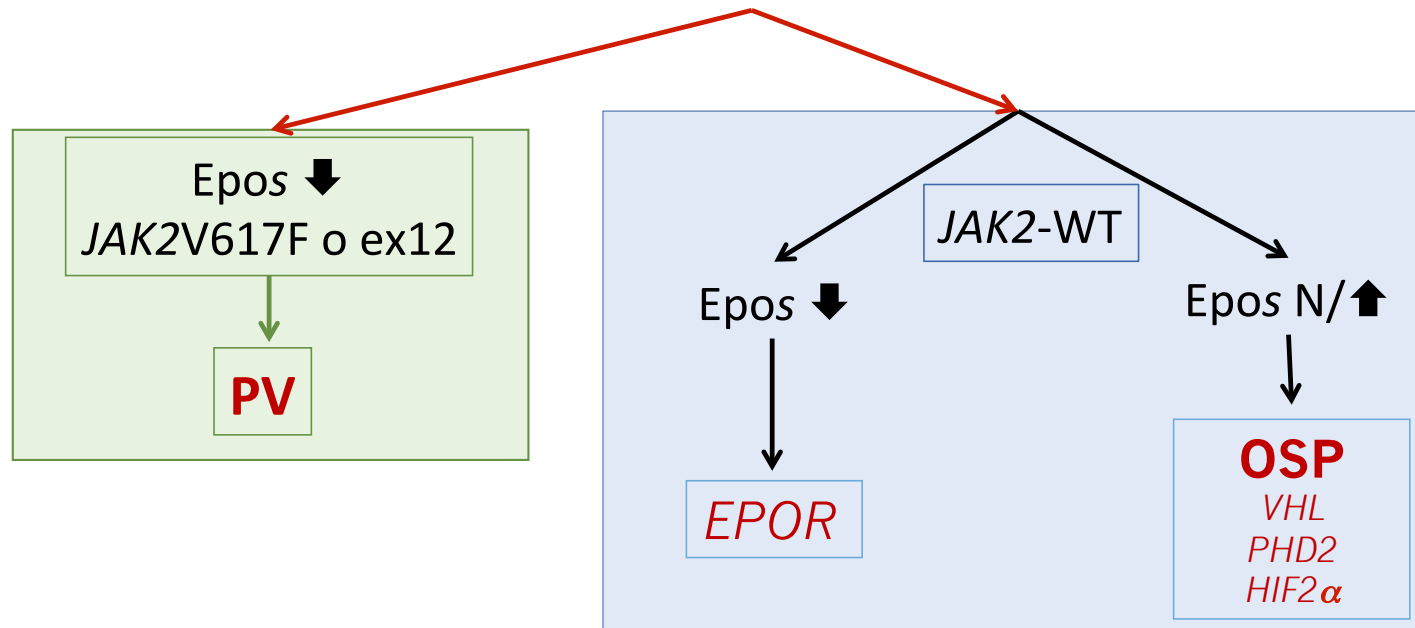 Epos
JAK2V617F o ex12
PV
JAK2-WT
Epos
EPOR
Epos N/
OSP
VHL
PHD2
HIF2α